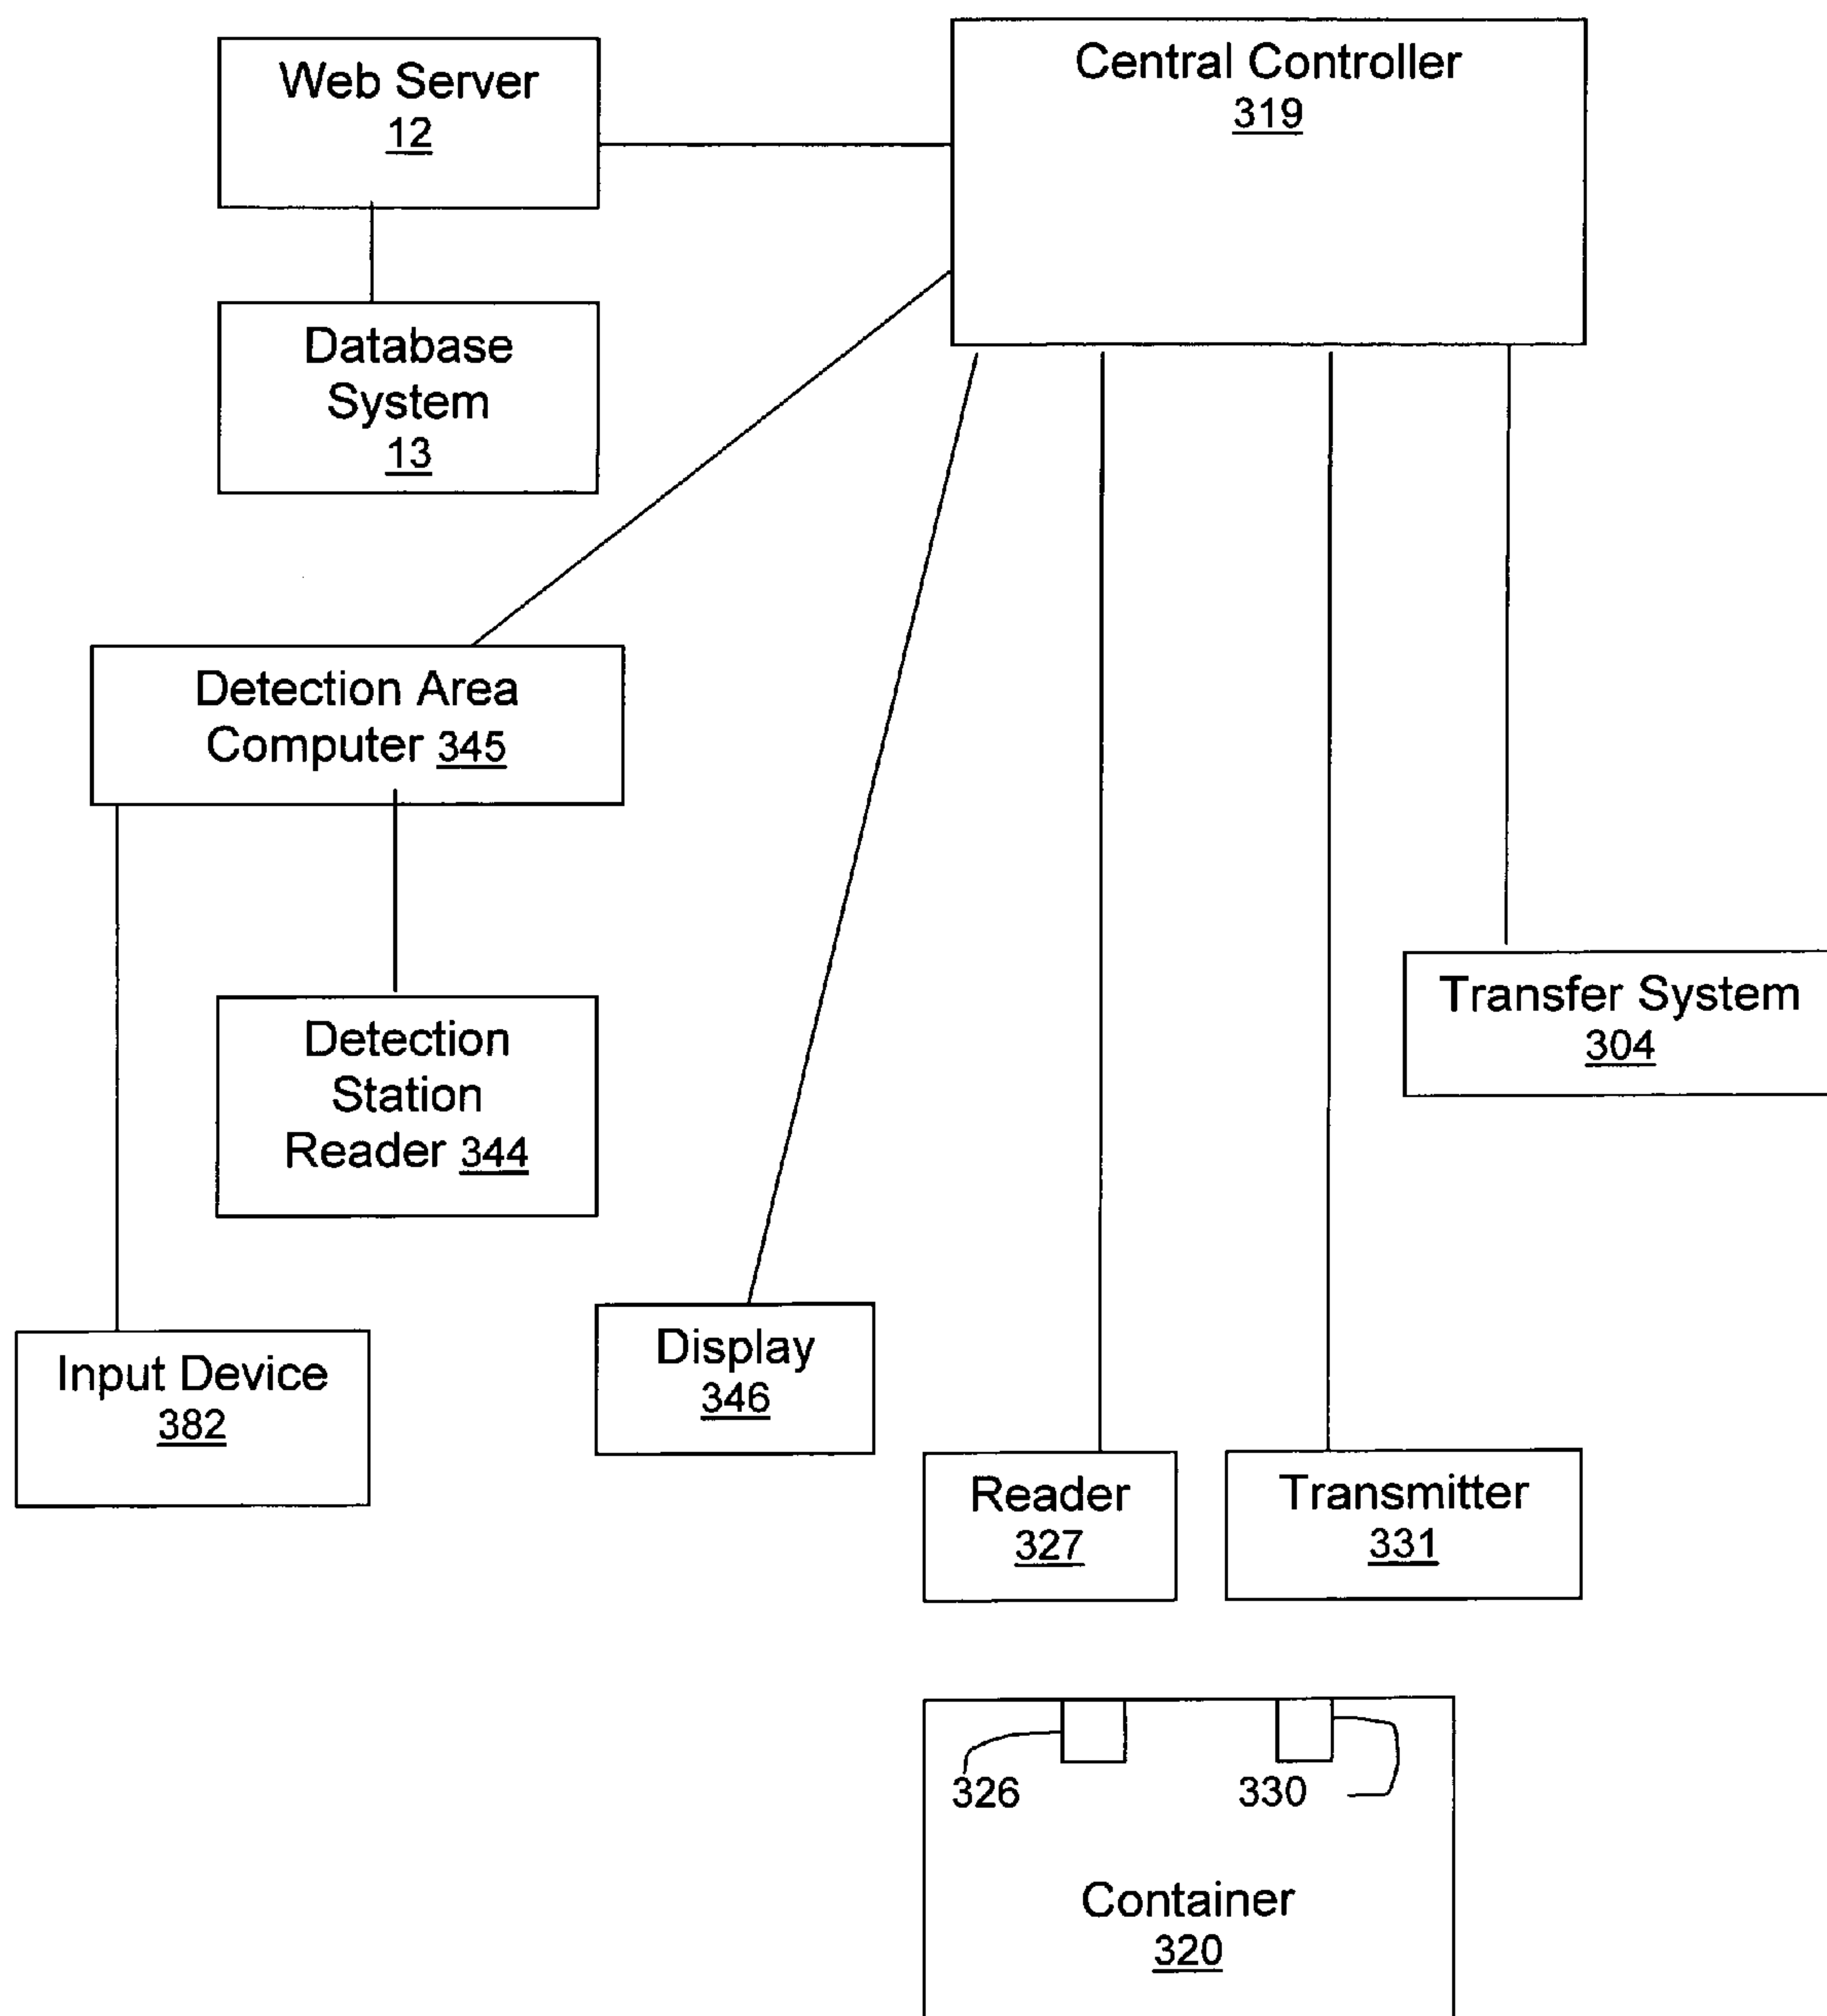 Web Server
12
Central Controller
319
Database
System
13
Detection Area
Computer 345
Transfer System
304
Detection
Station
Reader 344
Input Device
382
Display
346
Reader
327
Transmitter
331
326
330
Container
320